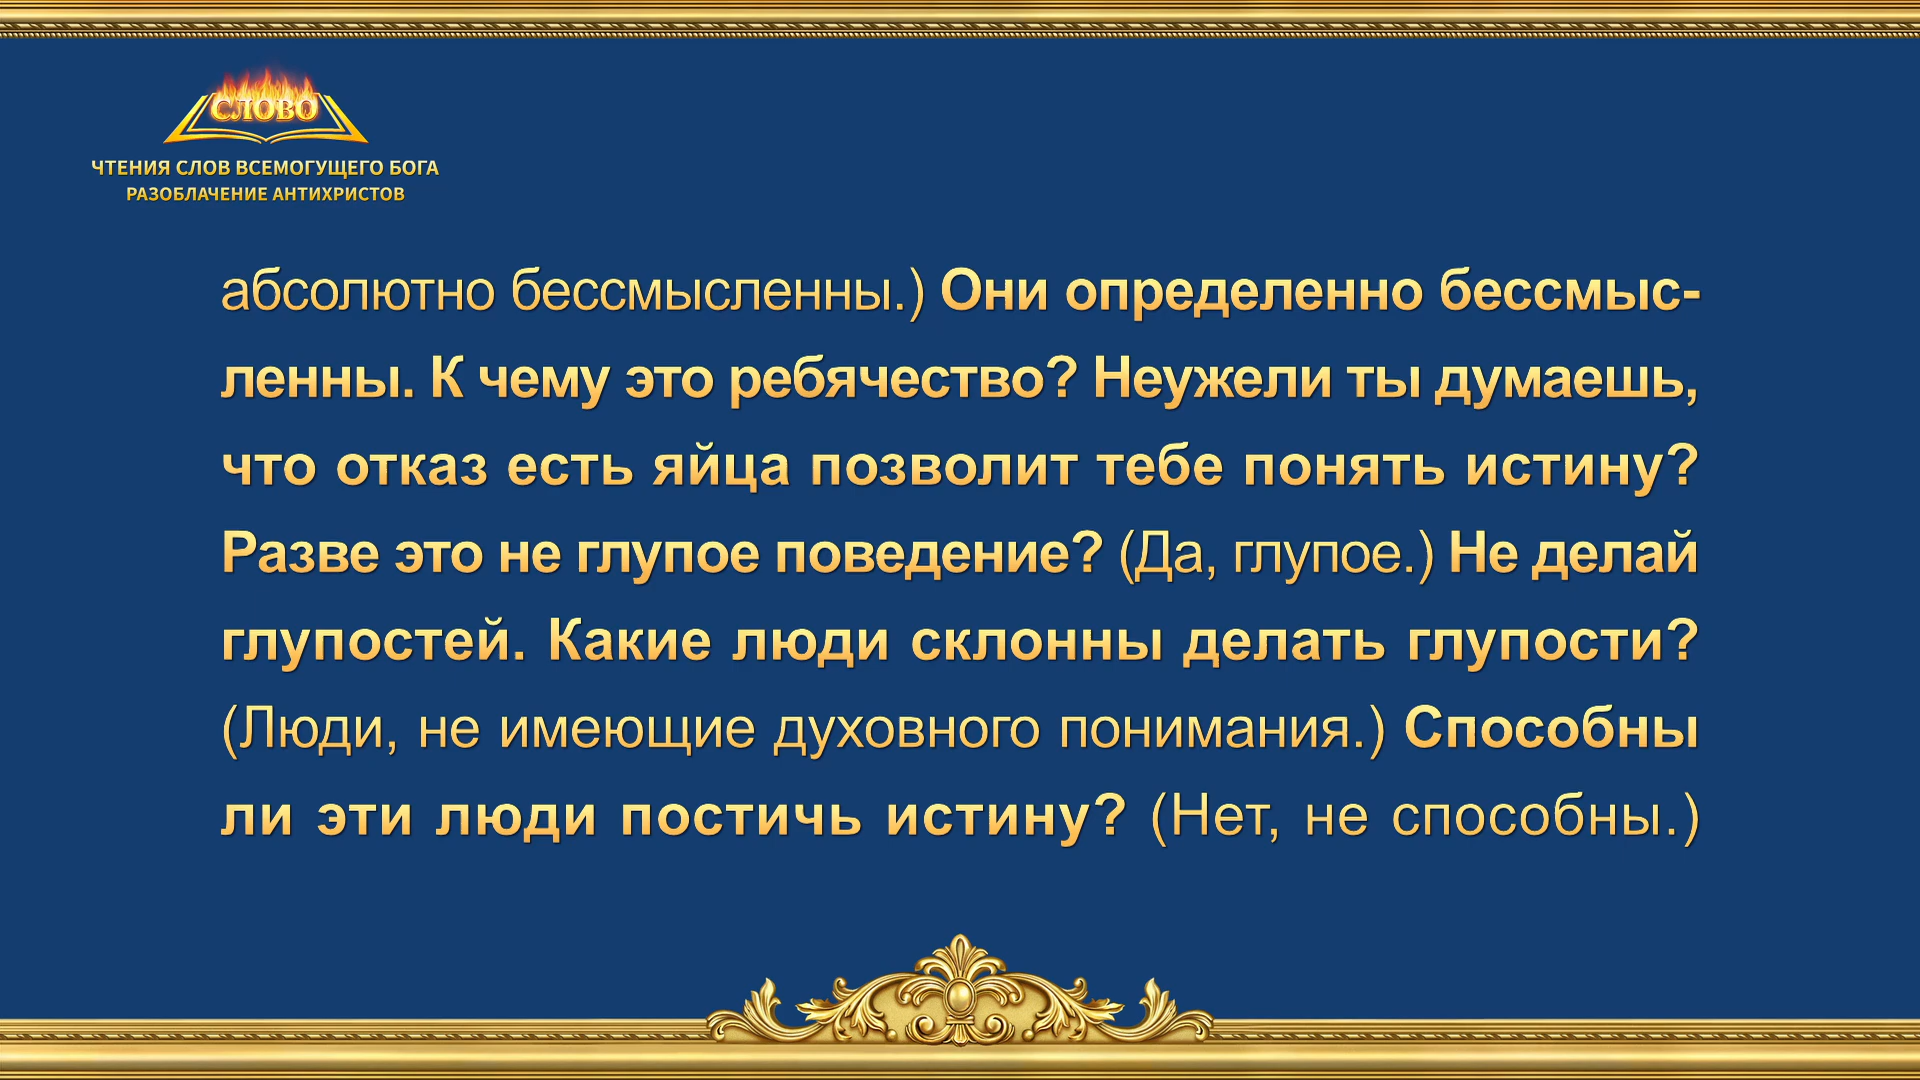 СЛОВО
ЧТЕНИЯ СЛОВ ВСЕМОГУЩЕГО БОГА
РАЗОБЛАЧЕНИЕ АНТИХРИСТОВ
абсолютно бессмысленны.) Они определенно бессмыс-
ленны. К чему это ребячество? Неужели ты думаешь,
что отказ есть яйца позволит тебе понять истину?
Разве это не глупое поведение? (Да, глупое.) Не делай
глупостей. Какие люди склонны делать глупости?
(Люди, не имеющие духовного понимания.) Способны
ли эти люди постичь истину? (Нет, не способны.)